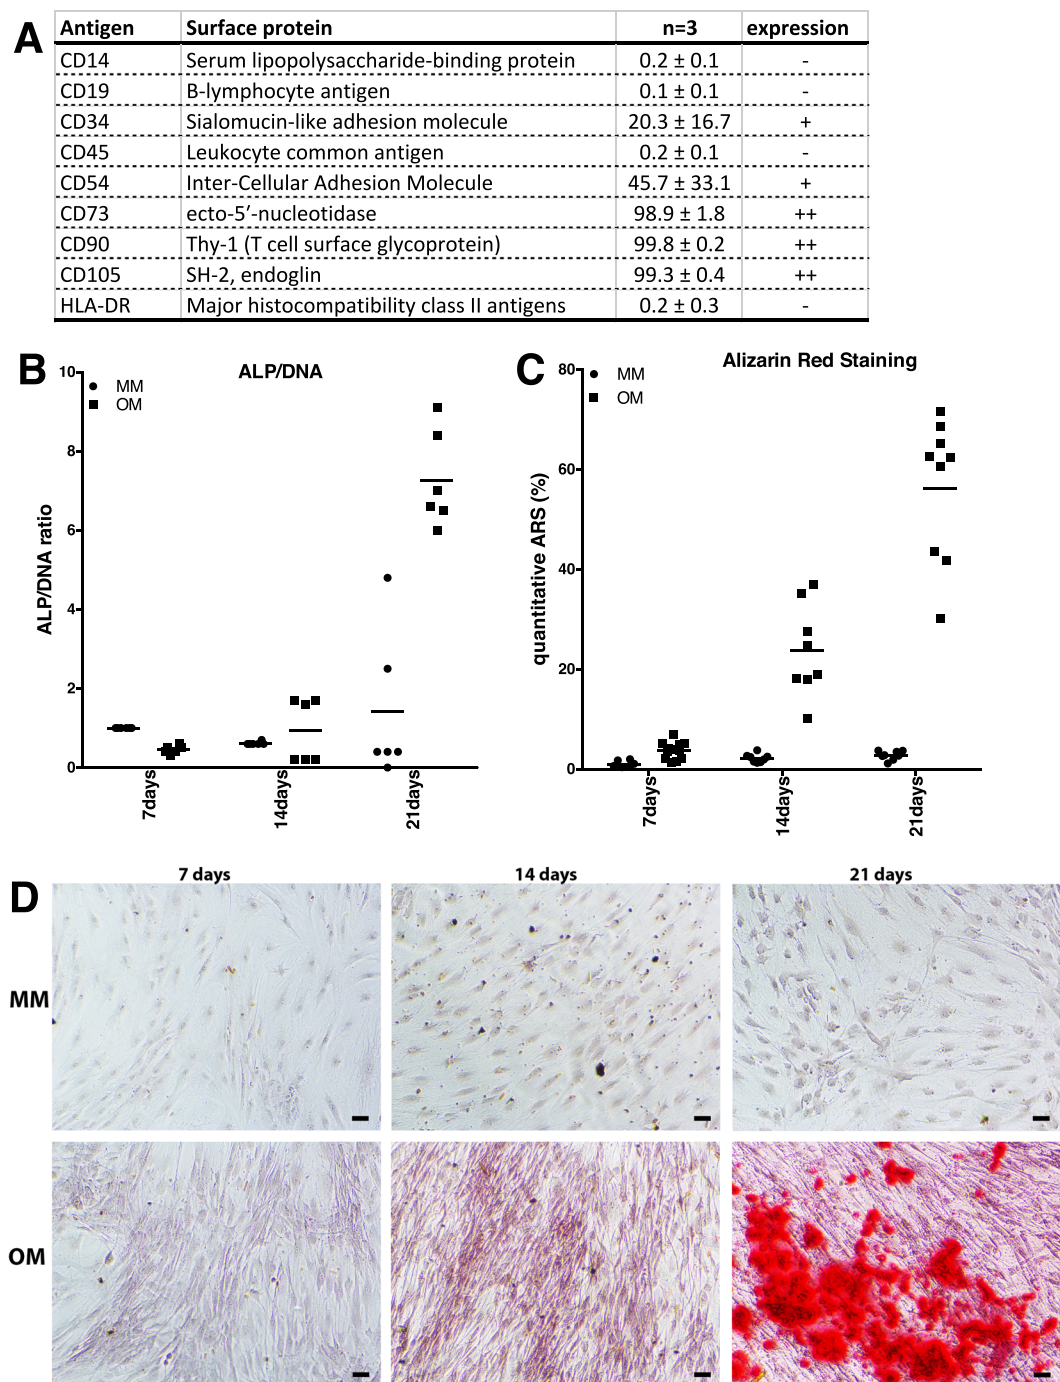 A
Antigen Surface protein n=3 expression
CD14 Serum lipopolysaccharide-binding protein 0.2 ± 0.1 -
CD19 B-lymphocyte antigen 0.1 ± 0.1 -
CD34 Sialomucin-like adhesion molecule 20.3 ± 16.7 +
CD45 Leukocyte common antigen 0.2 ± 0.1 -
CD54 Inter-Cellular Adhesion Molecule 45.7 ± 33.1 +
CD73 ecto-5′-nucleotidase 98.9 ± 1.8 ++
CD90 Thy-1 (T cell surface glycoprotein) 99.8 ± 0.2 ++
CD105 SH-2, endoglin 99.3 ± 0.4 ++
HLA-DR Major histocompatibility class II antigens 0.2 ± 0.3 -
B
ALP/DNA
MM
OM
ALP/DNA ratio
10
8
6
4
2
0
7days
14days
21days
C
Alizarin Red Staining
MM
OM
quantitative ARS (%)
80
60
40
20
0
7days
14days
21days
D
7 days 14 days 21 days
MM
OM